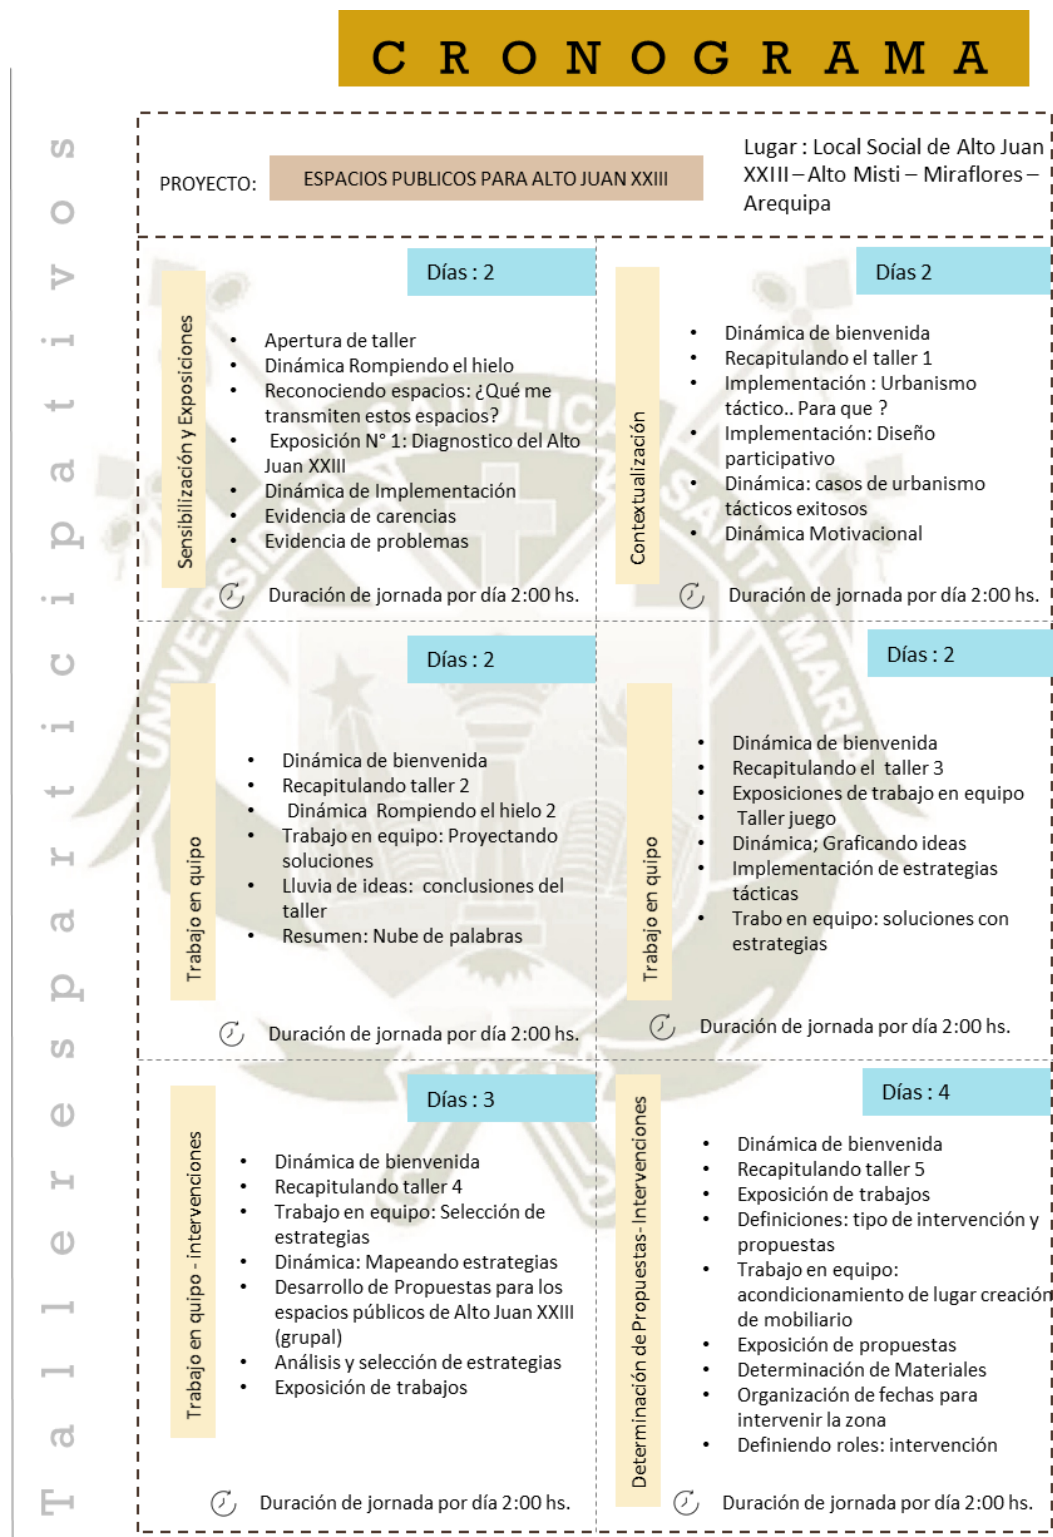 CRONOGRAMA
Talleres participativos
PROYECTO:
ESPACIOS PUBLICOS PARA ALTO JUAN XXIII
Lugar : Local Social de Alto Juan
XXIII – Alto Misti – Miraflores –
Arequipa
Sensibilización y Exposiciones
Días : 2
• Apertura de taller
• Dinámica Rompiendo el hielo
• Reconociendo espacios: ¿Qué me
transmiten estos espacios?
• Exposición N° 1: Diagnostico del Alto
Juan XXIII
• Dinámica de Implementación
• Evidencia de carencias
• Evidencia de problemas
Duración de jornada por día 2:00 hs.
Contextualización
Días 2
• Dinámica de bienvenida
• Recapitulando el taller 1
• Implementación : Urbanismo
táctico.. Para que ?
• Implementación: Diseño
participativo
• Dinámica: casos de urbanismo
tácticos exitosos
• Dinámica Motivacional
Duración de jornada por día 2:00 hs.
Trabajo en quipo
Días : 2
• Dinámica de bienvenida
• Recapitulando taller 2
• Dinámica Rompiendo el hielo 2
• Trabajo en equipo: Proyectando
soluciones
• Lluvia de ideas: conclusiones del
taller
• Resumen: Nube de palabras
Duración de jornada por día 2:00 hs.
Trabajo en quipo
Días : 2
• Dinámica de bienvenida
• Recapitulando el taller 3
• Exposiciones de trabajo en equipo
• Taller juego
• Dinámica; Graficando ideas
• Implementación de estrategias
tácticas
• Trabo en equipo: soluciones con
estrategias
Duración de jornada por día 2:00 hs.
Trabajo en quipo - intervenciones
Días : 3
• Dinámica de bienvenida
• Recapitulando taller 4
• Trabajo en equipo: Selección de
estrategias
• Dinámica: Mapeando estrategias
• Desarrollo de Propuestas para los
espacios públicos de Alto Juan XXIII
(grupal)
• Análisis y selección de estrategias
• Exposición de trabajos
Duración de jornada por día 2:00 hs.
Determinación de Propuestas- Intervenciones
Días : 4
• Dinámica de bienvenida
• Recapitulando taller 5
• Exposición de trabajos
• Definiciones: tipo de intervención y
propuestas
• Trabajo en equipo:
acondicionamiento de lugar creación
de mobiliario
• Exposición de propuestas
• Determinación de Materiales
• Organización de fechas para
intervenir la zona
• Definiendo roles: intervención
Duración de jornada por día 2:00 hs.
UNIVERSIDAD CATOLICA SANTA MARIA
1961